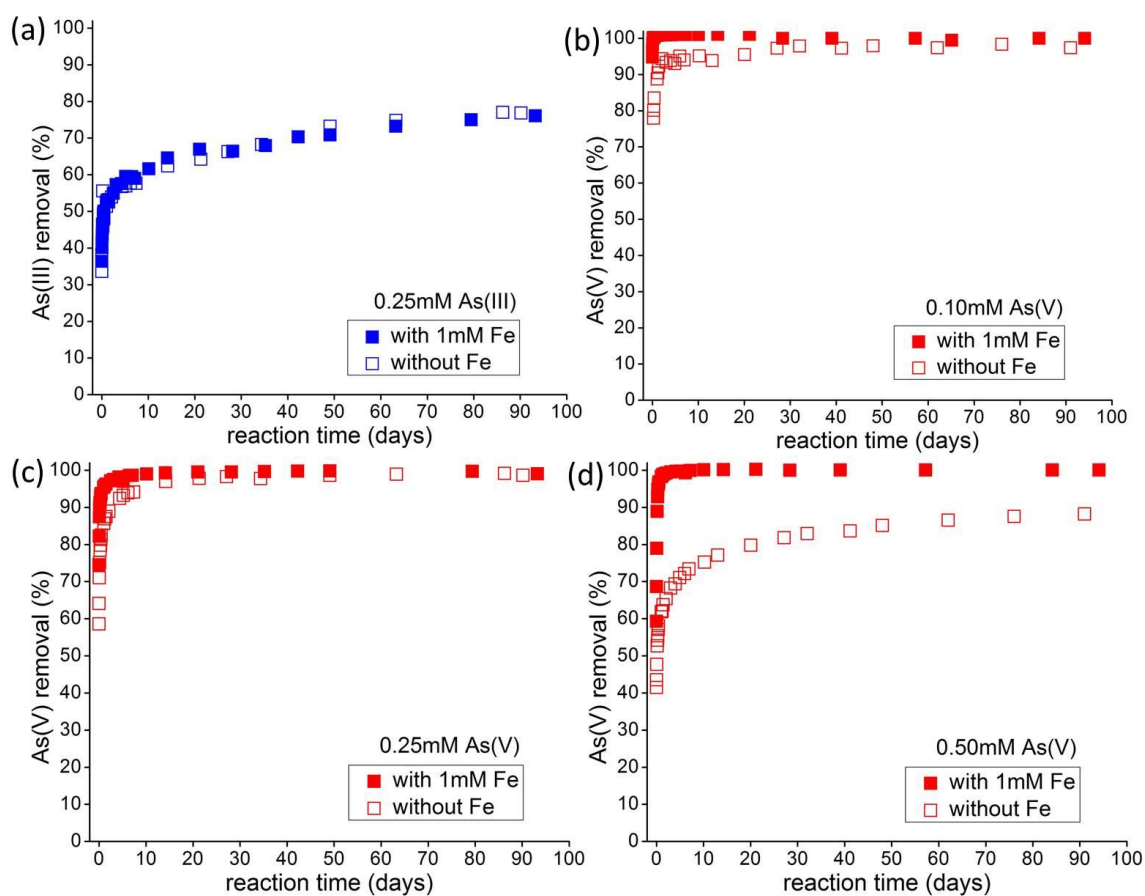 (a)
100
90
80
70
60
50
40
30
20
10
0
As(III) removal (%)
0.25mM As(III)
with 1mM Fe
without Fe
0 10 20 30 40 50 60 70 80 90 100
reaction time (days)
(b)
100
90
80
70
60
50
40
30
20
10
0
As(V) removal (%)
0.10mM As(V)
with 1mM Fe
without Fe
0 10 20 30 40 50 60 70 80 90 100
reaction time (days)
(c)
100
90
80
70
60
50
40
30
20
10
0
As(V) removal (%)
0.25mM As(V)
with 1mM Fe
without Fe
0 10 20 30 40 50 60 70 80 90 100
reaction time (days)
(d)
100
90
80
70
60
50
40
30
20
10
0
As(V) removal (%)
0.50mM As(V)
with 1mM Fe
without Fe
0 10 20 30 40 50 60 70 80 90 100
reaction time (days)